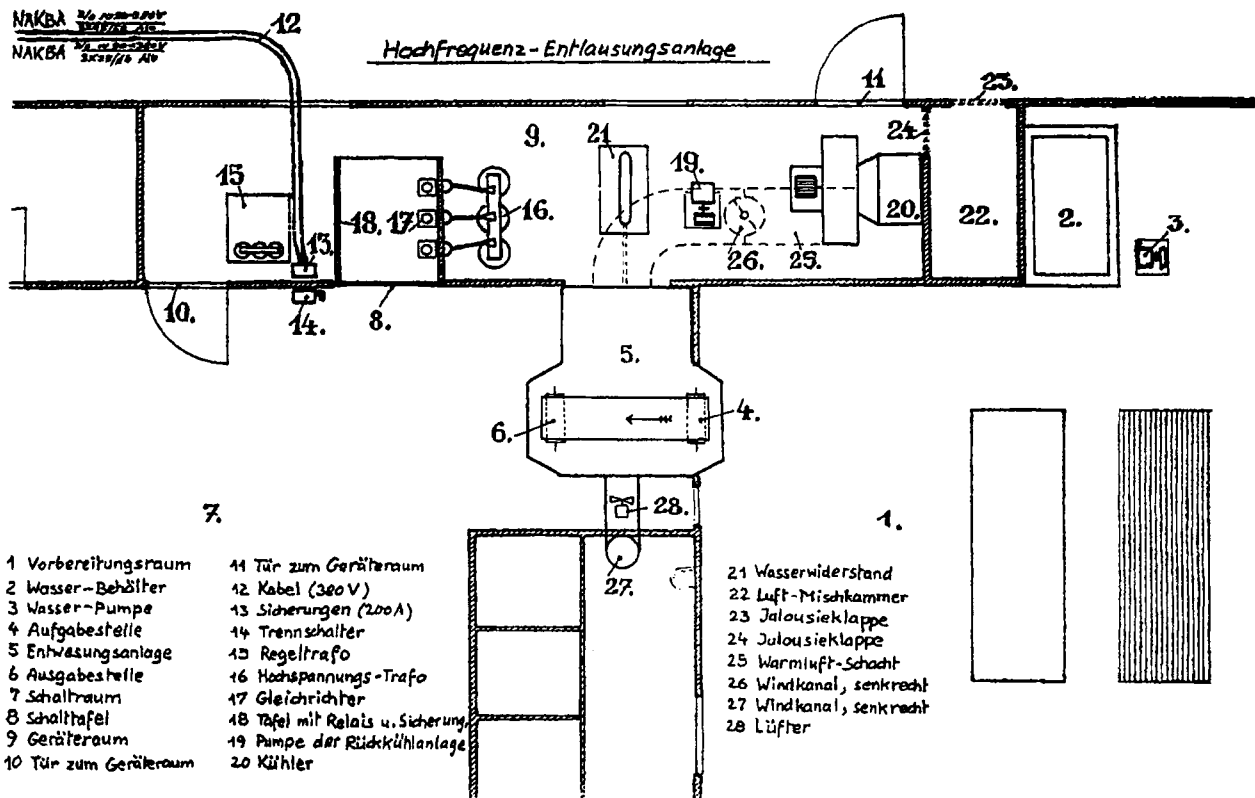 NAKBA
NAKBA
12
Hochfrequenz-Entlausungsanlage
11
23.
9.
21
24
19.
15
18.
17
16.
20.
22.
2.
3.
13.
26.
25.
10.
14.
8.
5.
6.
4.
28.
7.
1.
27.
1 Vorbereitungsraum
2 Wasser-Behälter
3 Wasser-Pumpe
4 Aufgabestelle
5 Entwesungsanlage
6 Ausgabestelle
7 Schaltraum
8 Schalttafel
9 Geräteraum
10 Tür zum Geräteraum
11 Tür zum Geräteraum
12 Kabel (380V)
13 Sicherungen (200A)
14 Trennschalter
15 Regeltrafo
16 Hochspannungs-Trafo
17 Gleichrichter
18 Tafel mit Relais u. Sicherung.
19 Pumpe der Rückkühlanlage
20 Kühler
21 Wasserwiderstand
22 Luft-Mischkammer
23 Jalousieklappe
24 Jalousieklappe
25 Warmluft-Schacht
26 Windkanal, senkrecht
27 Windkanal, senkrecht
28 Lüfter